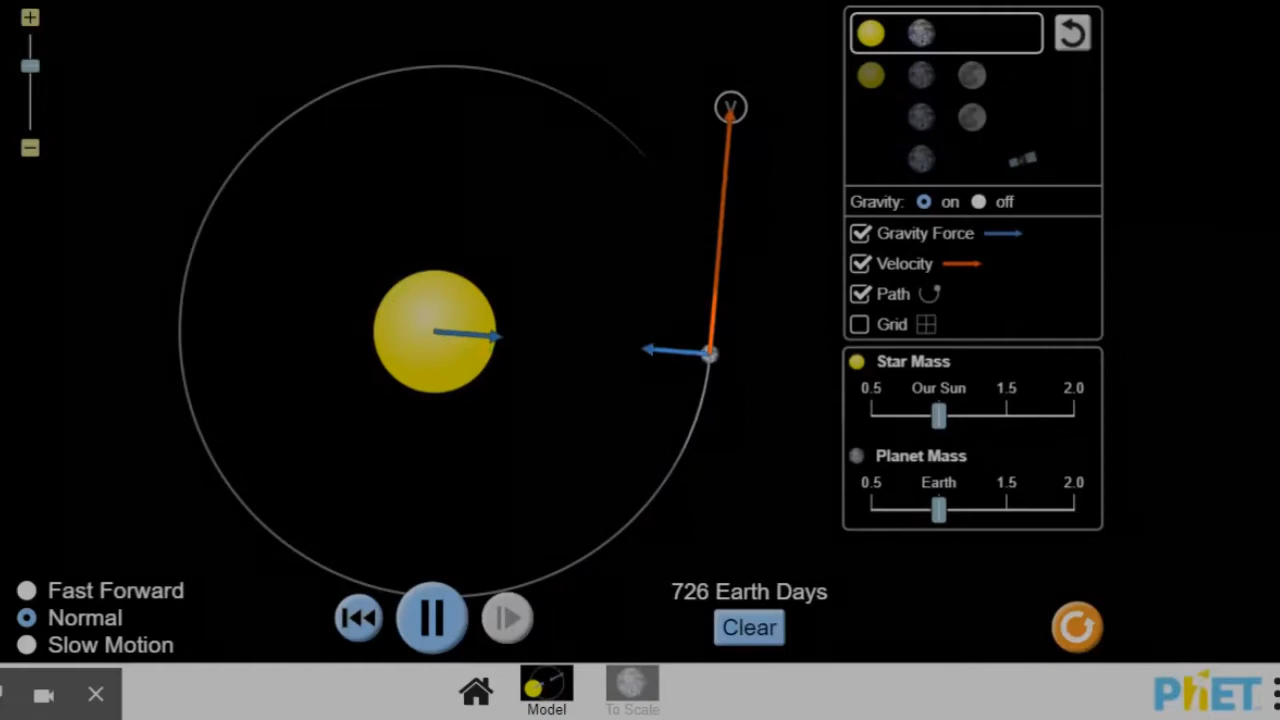 +
−
V
Gravity: on off
Gravity Force
Velocity
Path
Grid
Star Mass
0.5 Our Sun 1.5 2.0
Planet Mass
0.5 Earth 1.5 2.0
Fast Forward
Normal
Slow Motion
726 Earth Days
Clear
Model
To Scale
PhET